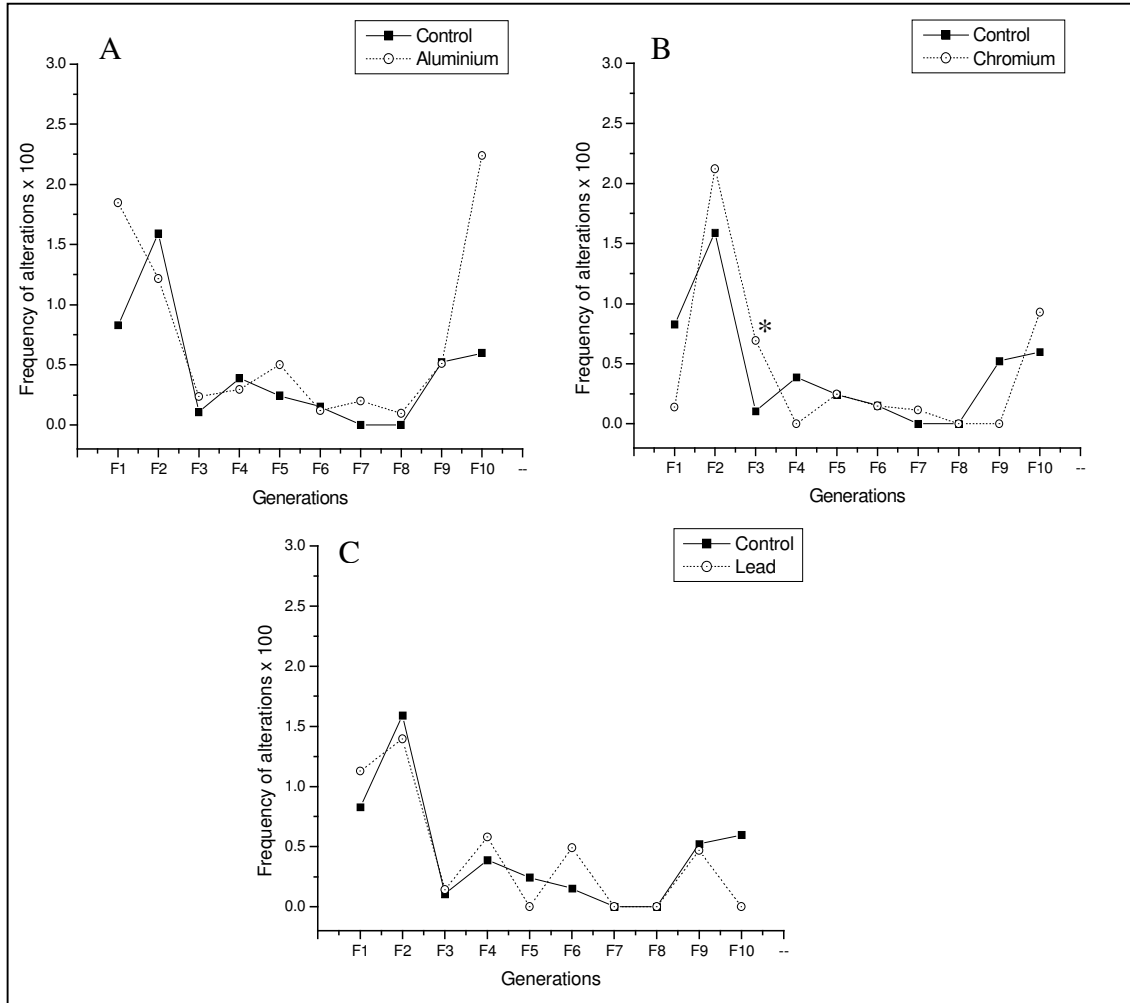 A
Control
Aluminium
3.0
2.5
2.0
1.5
1.0
0.5
0.0
Frequency of alterations x 100
F1 F2 F3 F4 F5 F6 F7 F8 F9 F10 --
Generations
B
Control
Chromium
3.0
2.5
2.0
1.5
1.0
0.5
0.0
Frequency of alterations x 100
*
F1 F2 F3 F4 F5 F6 F7 F8 F9 F10 --
Generations
C
Control
Lead
3.0
2.5
2.0
1.5
1.0
0.5
0.0
Frequency of alterations x 100
F1 F2 F3 F4 F5 F6 F7 F8 F9 F10 --
Generations